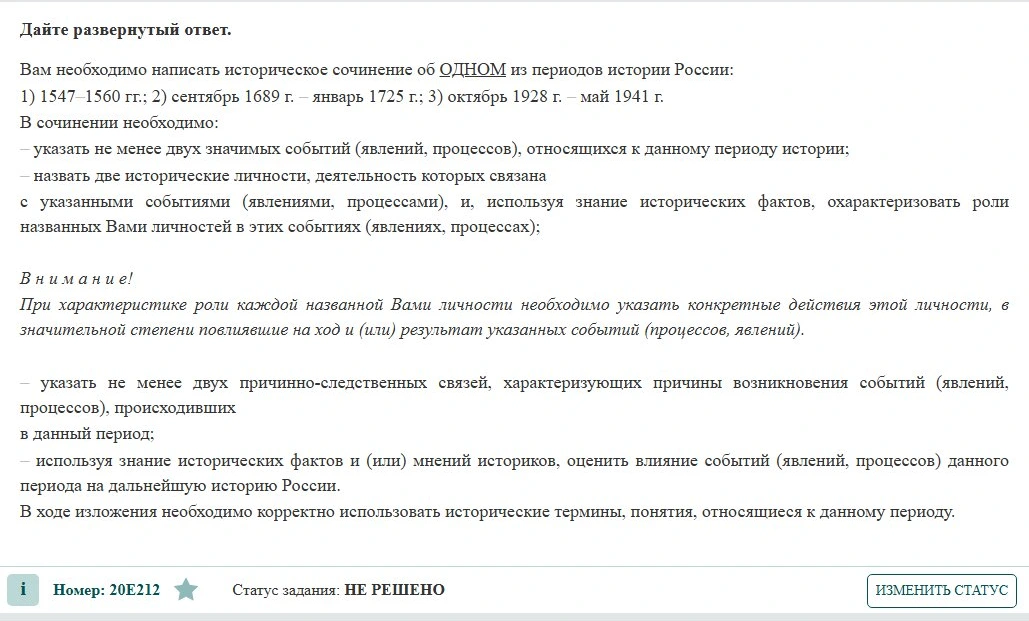 Дайте развернутый ответ.
Вам необходимо написать историческое сочинение об ОДНОМ из периодов истории России:
1) 1547–1560 гг.; 2) сентябрь 1689 г. – январь 1725 г.; 3) октябрь 1928 г. – май 1941 г.
В сочинении необходимо:
– указать не менее двух значимых событий (явлений, процессов), относящихся к данному периоду истории;
– назвать две исторические личности, деятельность которых связана
с указанными событиями (явлениями, процессами), и, используя знание исторических фактов, охарактеризовать роли
названных Вами личностей в этих событиях (явлениях, процессах);
В н и м а н и е!
При характеристике роли каждой названной Вами личности необходимо указать конкретные действия этой личности, в
значительной степени повлиявшие на ход и (или) результат указанных событий (процессов, явлений).
– указать не менее двух причинно-следственных связей, характеризующих причины возникновения событий (явлений,
процессов), происходивших
в данный период;
– используя знание исторических фактов и (или) мнений историков, оценить влияние событий (явлений, процессов) данного
периода на дальнейшую историю России.
В ходе изложения необходимо корректно использовать исторические термины, понятия, относящиеся к данному периоду.
i Номер: 20E212 Статус задания: НЕ РЕШЕНО ИЗМЕНИТЬ СТАТУС